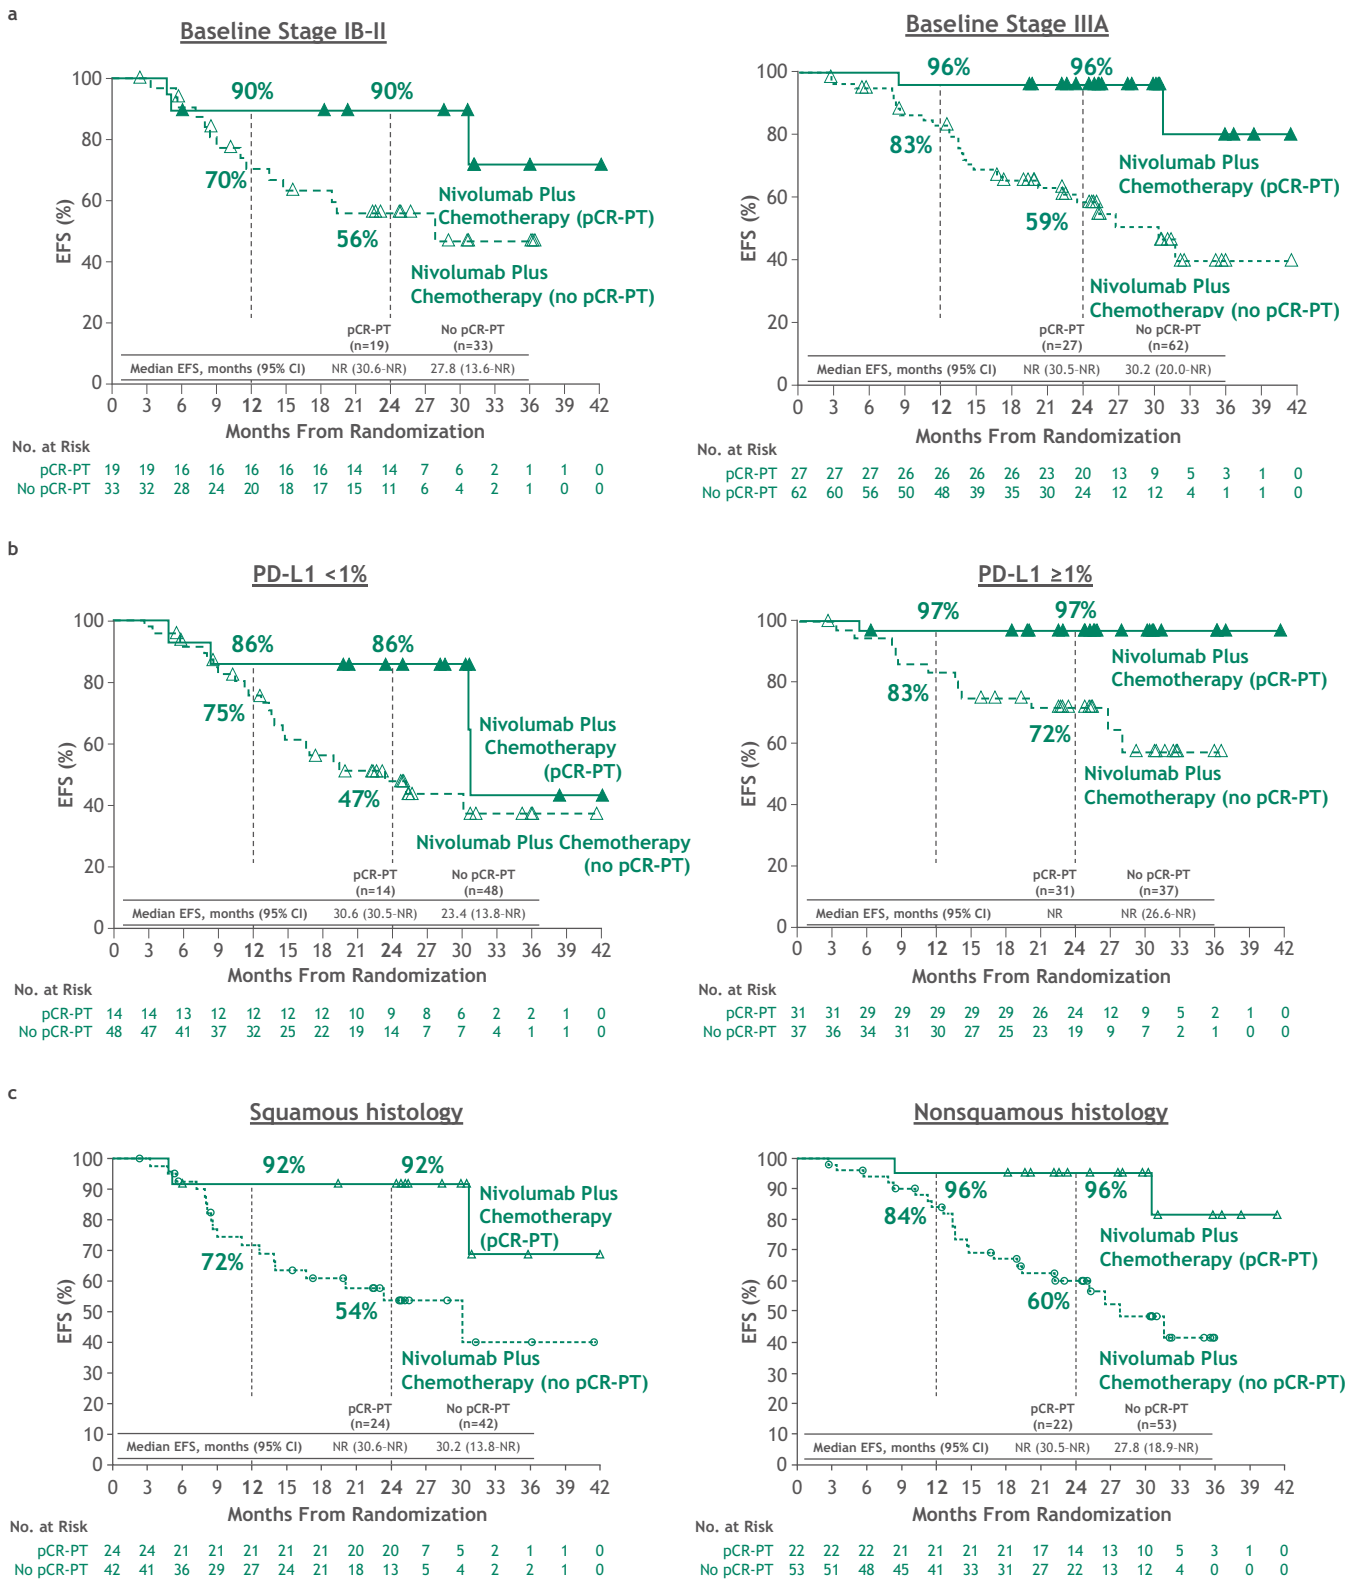 a
Baseline Stage IB-II
100
80
60
40
20
0
EFS (%)
90%
90%
70%
56%
Nivolumab Plus
Chemotherapy (pCR-PT)
Nivolumab Plus
Chemotherapy (no pCR-PT)
pCR-PT No pCR-PT
(n=19) (n=33)
Median EFS, months (95% CI) NR (30.6-NR) 27.8 (13.6-NR)
0 3 6 9 12 15 18 21 24 27 30 33 36 39 42
Months From Randomization
No. at Risk
pCR-PT 19 19 16 16 16 16 16 14 14 7 6 2 1 1 0
No pCR-PT 33 32 28 24 20 18 17 15 11 6 4 2 1 0 0
Baseline Stage IIIA
100
80
60
40
20
0
EFS (%)
96%
96%
83%
59%
Nivolumab Plus
Chemotherapy (pCR-PT)
Nivolumab Plus
Chemotherapy (no pCR-PT)
pCR-PT No pCR-PT
(n=27) (n=62)
Median EFS, months (95% CI) NR (30.5-NR) 30.2 (20.0-NR)
0 3 6 9 12 15 18 21 24 27 30 33 36 39 42
Months From Randomization
No. at Risk
pCR-PT 27 27 27 26 26 26 26 23 20 13 9 5 3 1 0
No pCR-PT 62 60 56 50 48 39 35 30 24 12 12 4 1 1 0
b
PD-L1 <1%
100
80
60
40
20
0
EFS (%)
86%
86%
75%
47%
Nivolumab Plus
Chemotherapy
(pCR-PT)
Nivolumab Plus Chemotherapy
(no pCR-PT)
pCR-PT No pCR-PT
(n=14) (n=48)
Median EFS, months (95% CI) 30.6 (30.5-NR) 23.4 (13.8-NR)
0 3 6 9 12 15 18 21 24 27 30 33 36 39 42
Months From Randomization
No. at Risk
pCR-PT 14 14 13 12 12 12 12 10 9 8 6 2 2 1 0
No pCR-PT 48 47 41 37 32 25 22 19 14 7 7 4 1 1 0
PD-L1 ≥1%
100
80
60
40
20
0
EFS (%)
97%
97%
83%
72%
Nivolumab Plus
Chemotherapy (pCR-PT)
Nivolumab Plus
Chemotherapy (no pCR-PT)
pCR-PT No pCR-PT
(n=31) (n=37)
Median EFS, months (95% CI) NR NR (26.6-NR)
0 3 6 9 12 15 18 21 24 27 30 33 36 39 42
Months From Randomization
No. at Risk
pCR-PT 31 31 29 29 29 29 29 26 24 12 9 5 2 1 0
No pCR-PT 37 36 34 31 30 27 25 23 19 9 7 2 1 0 0
c
Squamous histology
100
90
80
70
60
50
40
30
20
10
0
EFS (%)
92%
92%
72%
54%
Nivolumab Plus
Chemotherapy
(pCR-PT)
Nivolumab Plus
Chemotherapy (no pCR-PT)
pCR-PT No pCR-PT
(n=24) (n=42)
Median EFS, months (95% CI) NR (30.6-NR) 30.2 (13.8-NR)
0 3 6 9 12 15 18 21 24 27 30 33 36 39 42
Months From Randomization
No. at Risk
pCR-PT 24 24 21 21 21 21 21 20 20 7 5 2 1 1 0
No pCR-PT 42 41 36 29 27 24 21 18 13 5 4 2 2 1 0
Nonsquamous histology
100
90
80
70
60
50
40
30
20
10
0
EFS (%)
96%
96%
84%
60%
Nivolumab Plus
Chemotherapy (pCR-PT)
Nivolumab Plus
Chemotherapy (no pCR-PT)
pCR-PT No pCR-PT
(n=22) (n=53)
Median EFS, months (95% CI) NR (30.5-NR) 27.8 (18.9-NR)
0 3 6 9 12 15 18 21 24 27 30 33 36 39 42
Months From Randomization
No. at Risk
pCR-PT 22 22 22 21 21 21 21 17 14 13 10 5 3 1 0
No pCR-PT 53 51 48 45 41 33 31 27 22 13 12 4 0 0 0